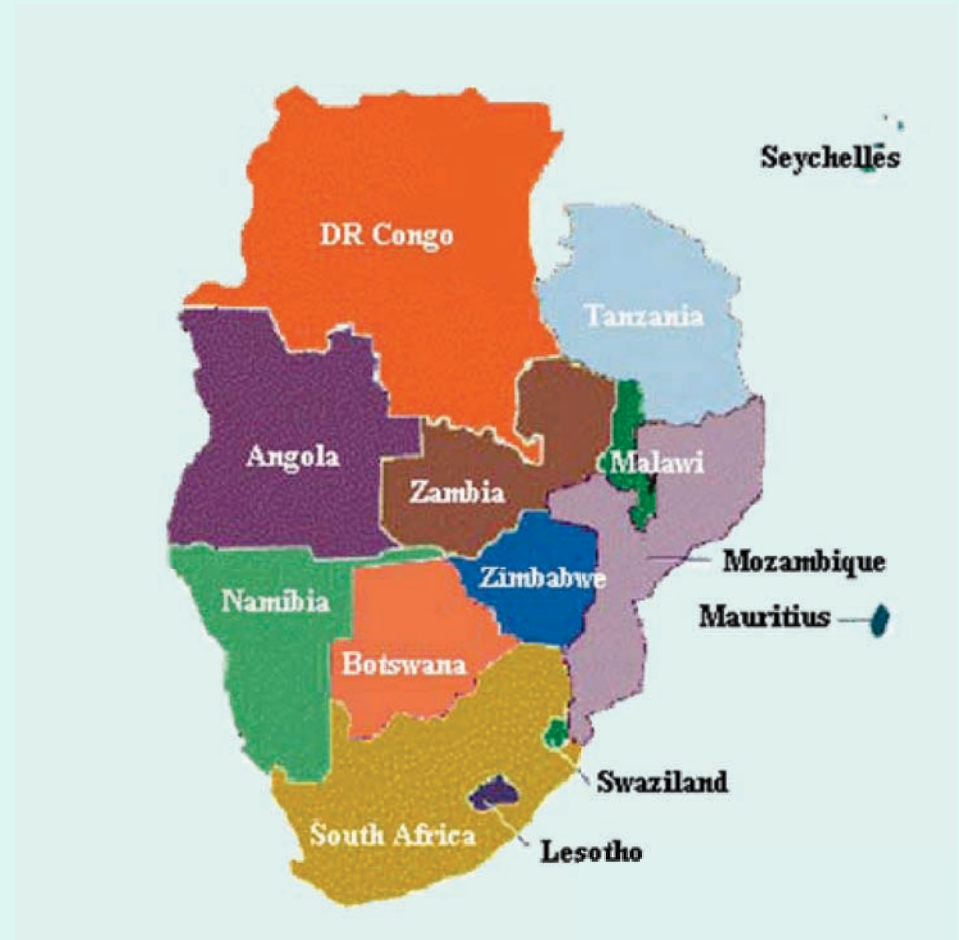 Seychelles
DR Congo
Tanzania
Angola
Malawi
Zambia
Mozambique
Zimbabwe
Namibia
Mauritius
Botswana
Swaziland
South Africa
Lesotho